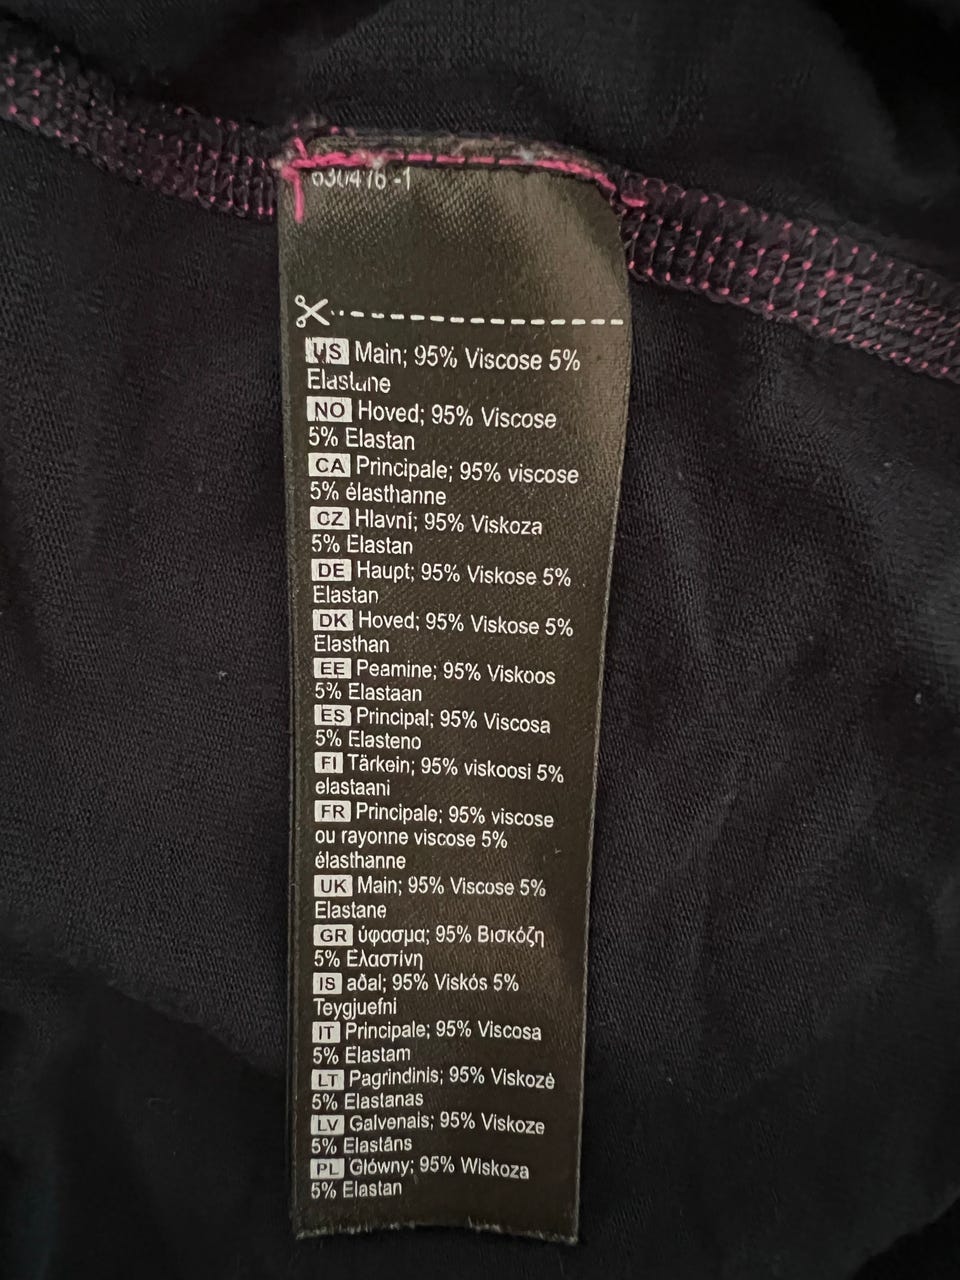 630476-1
US Main; 95% Viscose 5%
Elastane
NO Hoved; 95% Viscose
5% Elastan
CA Principale; 95% viscose
5% élasthanne
CZ Hlavní; 95% Viskoza
5% Elastan
DE Haupt; 95% Viskose 5%
Elastan
DK Hoved; 95% Viskose 5%
Elasthan
EE Peamine; 95% Viskoos
5% Elastaan
ES Principal; 95% Viscosa
5% Elasteno
FI Tärkein; 95% viskoosi 5%
elastaani
FR Principale; 95% viscose
ou rayonne viscose 5%
élasthanne
UK Main; 95% Viscose 5%
Elastane
GR ύφασμα; 95% Βισκόζη
5% Ελαστίνη
IS aðal; 95% Viskós 5%
Teygjuefni
IT Principale; 95% Viscosa
5% Elastam
LT Pagrindinis; 95% Viskozė
5% Elastanas
LV Galvenais; 95% Viskoze
5% Elastāns
PL Główny; 95% Wiskoza
5% Elastan